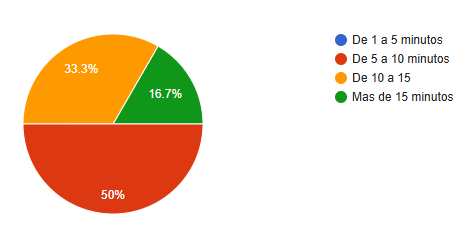 33.3%
16.7%
50%
De 1 a 5 minutos
De 5 a 10 minutos
De 10 a 15
Mas de 15 minutos